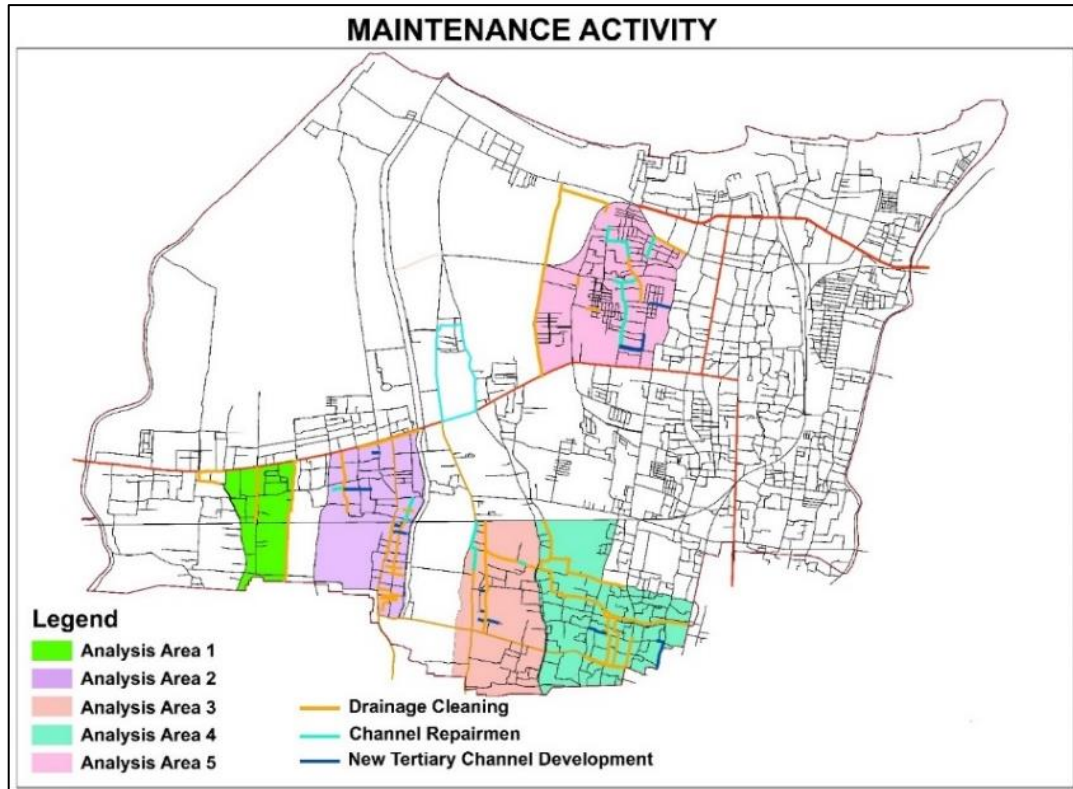 MAINTENANCE ACTIVITY
Legend
Analysis Area 1
Analysis Area 2
Analysis Area 3
Analysis Area 4
Analysis Area 5
Drainage Cleaning
Channel Repairmen
New Tertiary Channel Development